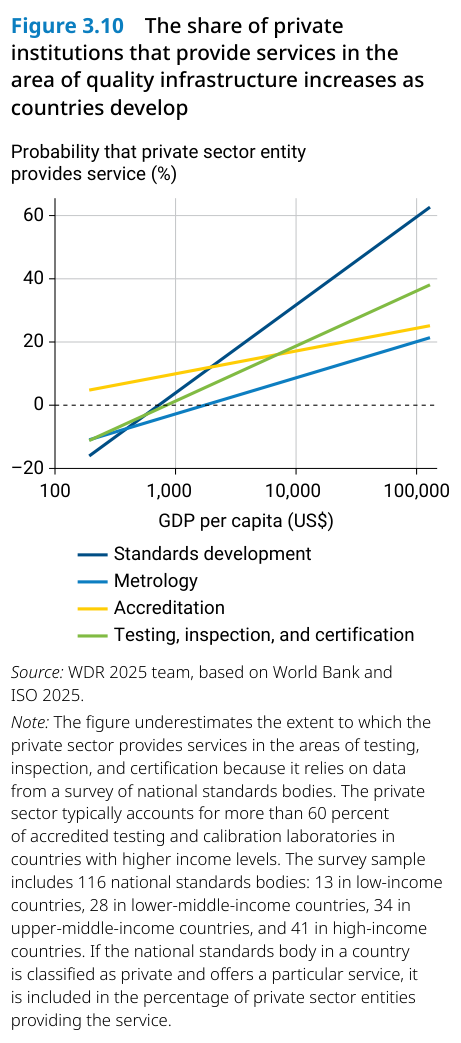 Figure 3.10 The share of private
institutions that provide services in the
area of quality infrastructure increases as
countries develop
Probability that private sector entity
provides service (%)
60
40
20
0
−20
100 1,000 10,000 100,000
GDP per capita (US$)
Standards development
Metrology
Accreditation
Testing, inspection, and certification
Source: WDR 2025 team, based on World Bank and
ISO 2025.
Note: The figure underestimates the extent to which the
private sector provides services in the areas of testing,
inspection, and certification because it relies on data
from a survey of national standards bodies. The private
sector typically accounts for more than 60 percent
of accredited testing and calibration laboratories in
countries with higher income levels. The survey sample
includes 116 national standards bodies: 13 in low-income
countries, 28 in lower-middle-income countries, 34 in
upper-middle-income countries, and 41 in high-income
countries. If the national standards body in a country
is classified as private and offers a particular service, it
is included in the percentage of private sector entities
providing the service.